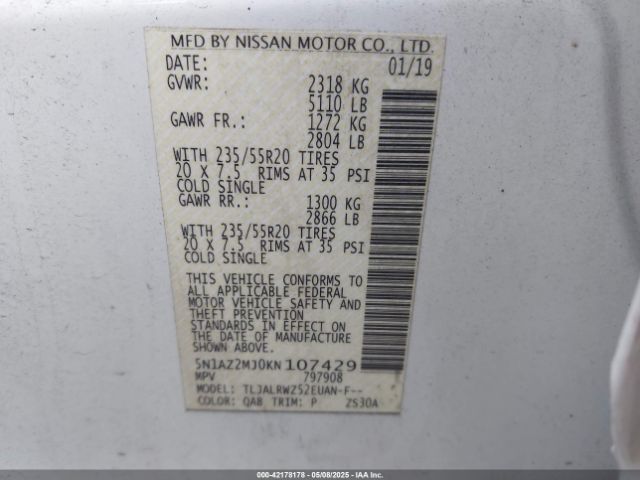 MFD BY NISSAN MOTOR CO., LTD.
DATE: 01/19
GVWR: 2318 KG
5110 LB
GAWR FR.: 1272 KG
2804 LB
WITH 235/55R20 TIRES
20 X 7.5 RIMS AT 35 PSI
COLD SINGLE
GAWR RR.: 1300 KG
2866 LB
WITH 235/55R20 TIRES
20 X 7.5 RIMS AT 35 PSI
COLD SINGLE
THIS VEHICLE CONFORMS TO
ALL APPLICABLE FEDERAL
MOTOR VEHICLE SAFETY AND
THEFT PREVENTION
STANDARDS IN EFFECT ON
THE DATE OF MANUFACTURE
SHOWN ABOVE.
5N1AZ2MJ0KN107429
MPV 797908
MODEL: TLJALRWZ52EUAN-F--
COLOR: QAB TRIM: P ZS30A
000-42178178 - 05/08/2025 - IAA Inc.